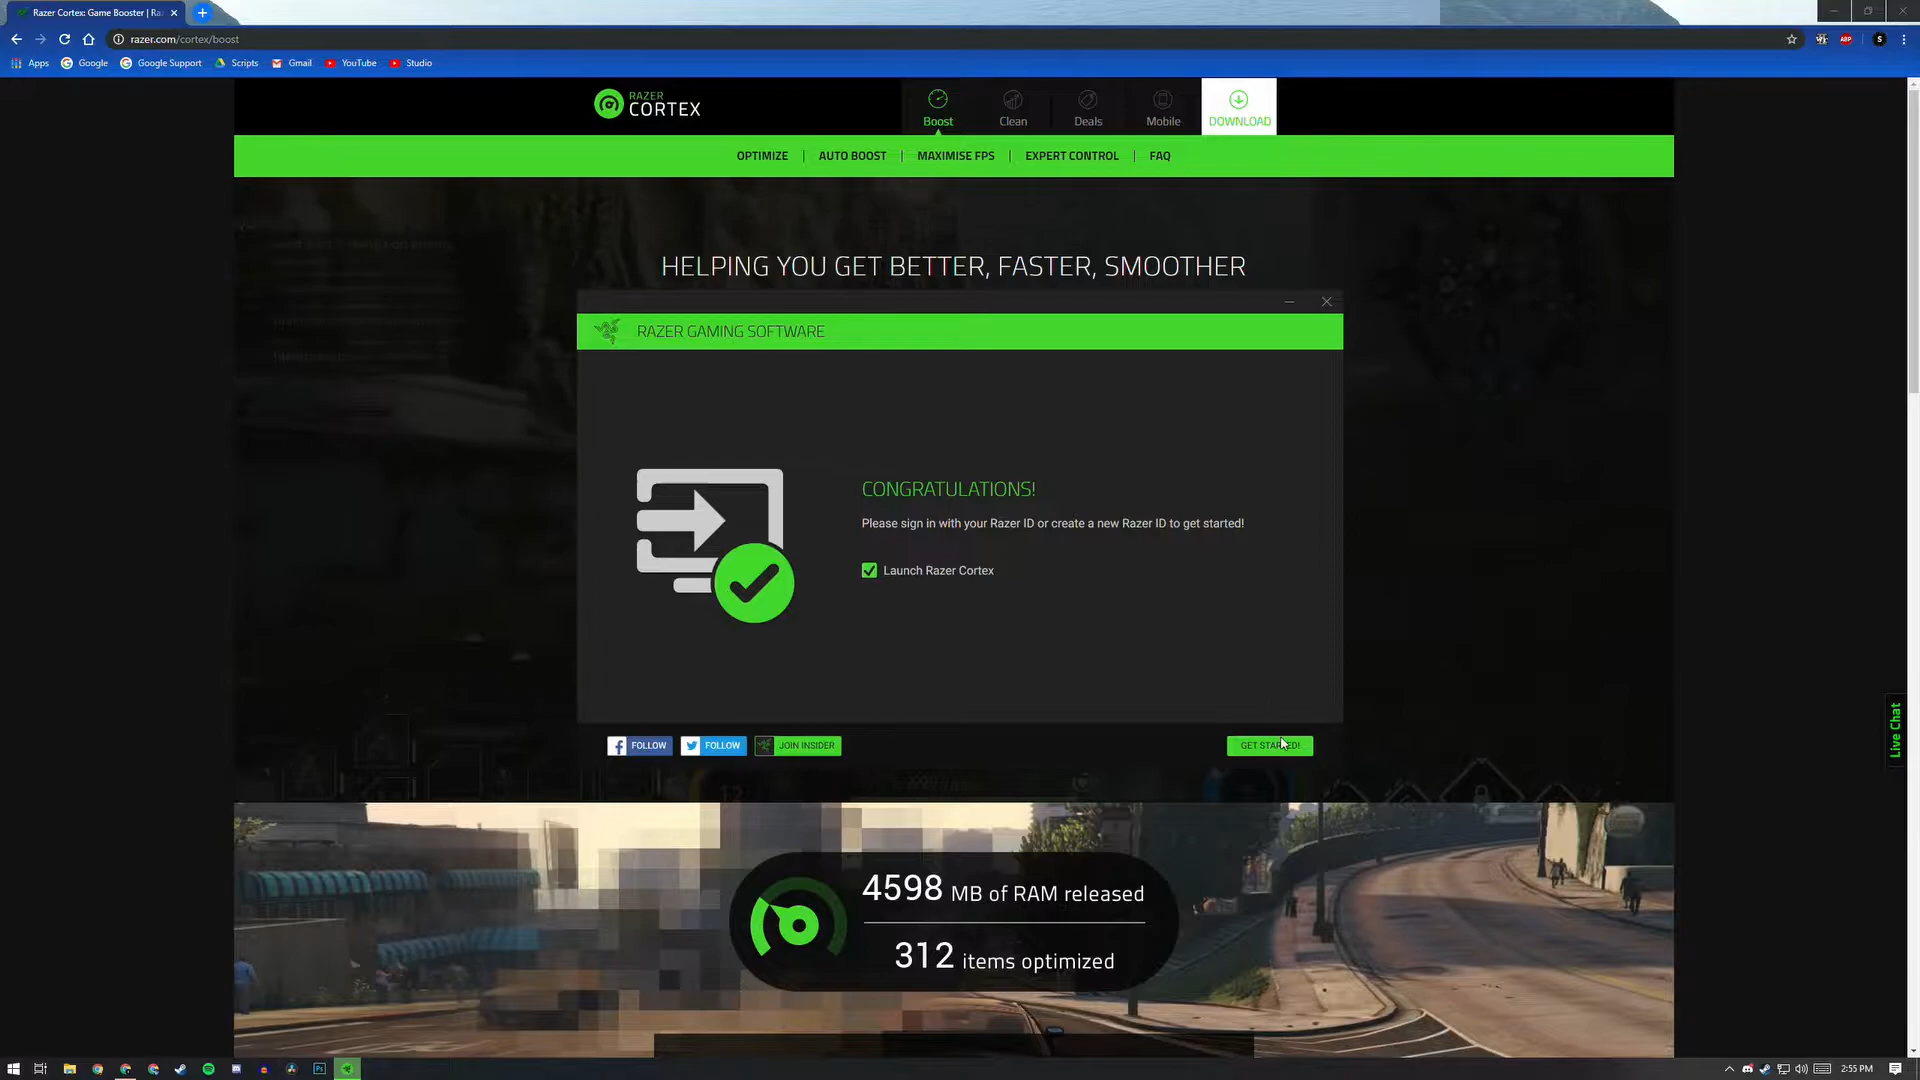 Razer Cortex: Game Booster | Ra
razer.com/cortex/boost
ABP
S
Apps
Google
Google Support
Scripts
Gmail
YouTube
Studio
RAZER
CORTEX
Boost
Clean
Deals
Mobile
DOWNLOAD
OPTIMIZE | AUTO BOOST | MAXIMISE FPS | EXPERT CONTROL | FAQ
HELPING YOU GET BETTER, FASTER, SMOOTHER
RAZER GAMING SOFTWARE
CONGRATULATIONS!
Please sign in with your Razer ID or create a new Razer ID to get started!
Launch Razer Cortex
FOLLOW
FOLLOW
JOIN INSIDER
GET STARTED!
Live Chat
4598 MB of RAM released
312 items optimized
Ps
2:55 PM